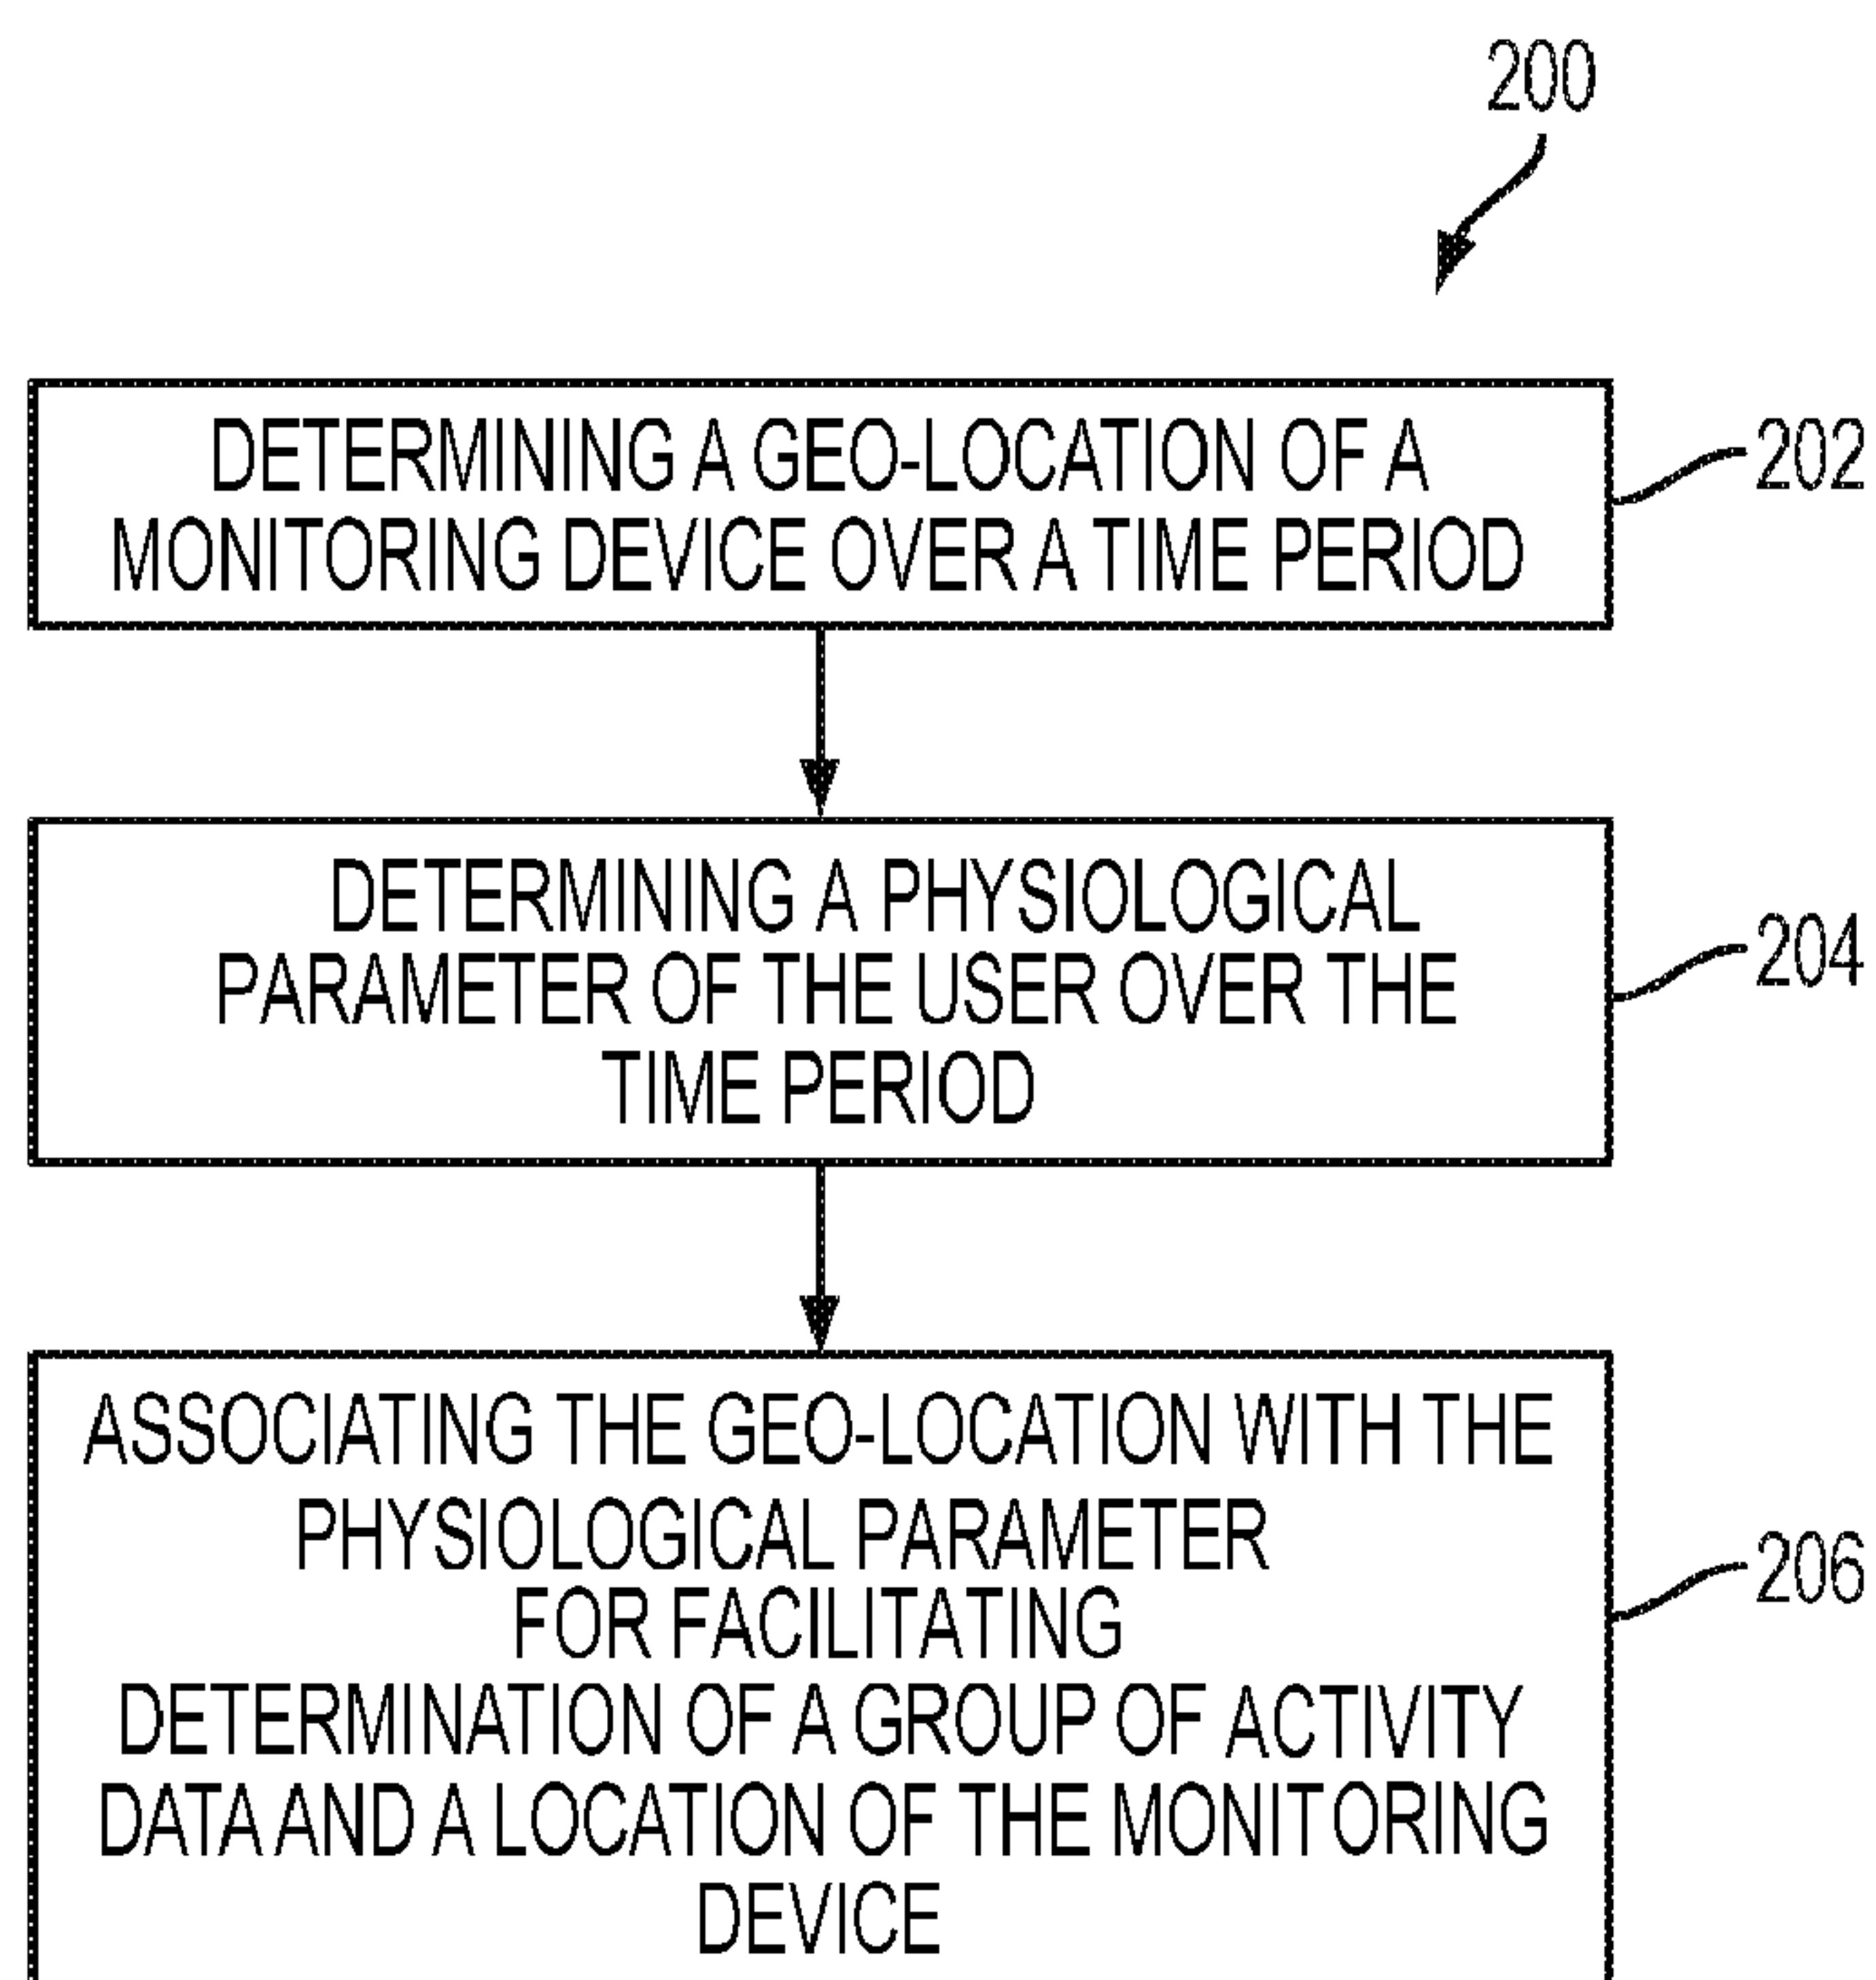 200
DETERMINING A GEO-LOCATION OF A
MONITORING DEVICE OVER A TIME PERIOD
202
DETERMINING A PHYSIOLOGICAL
PARAMETER OF THE USER OVER THE
TIME PERIOD
204
ASSOCIATING THE GEO-LOCATION WITH THE
PHYSIOLOGICAL PARAMETER
FOR FACILITATING
DETERMINATION OF A GROUP OF ACTIVITY
DATA AND A LOCATION OF THE MONITORING
DEVICE
206